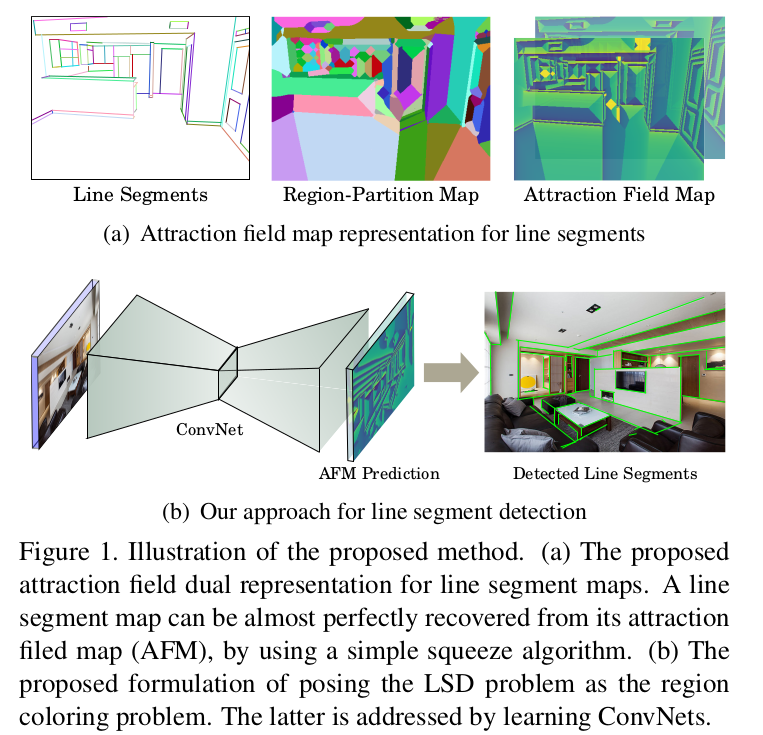 Line Segments
Region-Partition Map
Attraction Field Map
(a) Attraction field map representation for line segments
ConvNet
AFM Prediction
Detected Line Segments
(b) Our approach for line segment detection
Figure 1. Illustration of the proposed method. (a) The proposed
attraction field dual representation for line segment maps. A line
segment map can be almost perfectly recovered from its attraction
filed map (AFM), by using a simple squeeze algorithm. (b) The
proposed formulation of posing the LSD problem as the region
coloring problem. The latter is addressed by learning ConvNets.